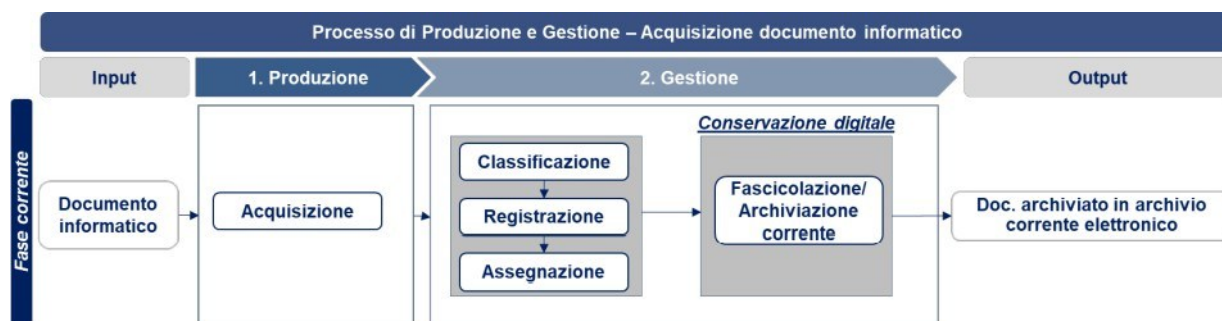 Processo di Produzione e Gestione – Acquisizione documento informatico
Input
1. Produzione
2. Gestione
Output
Fase corrente
Documento
informatico
Acquisizione
Classificazione
Registrazione
Assegnazione
Conservazione digitale
Fascicolazione/
Archiviazione
corrente
Doc. archiviato in archivio
corrente elettronico